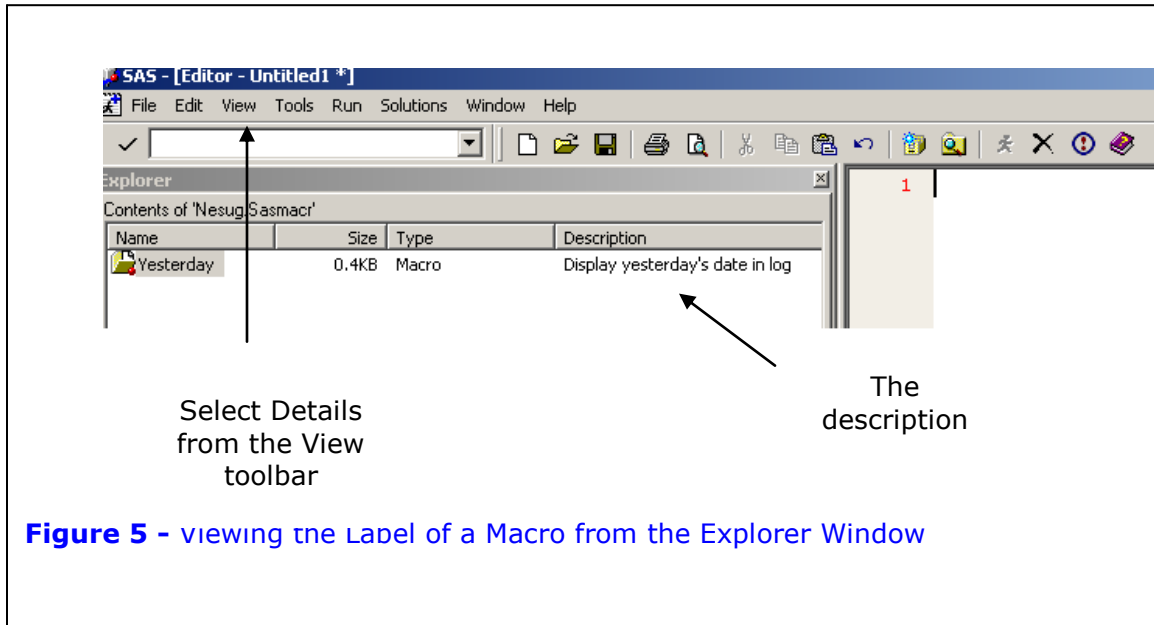 SAS - [Editor - Untitled1 *]
File Edit View Tools Run Solutions Window Help
Explorer
Contents of 'Nesug.Sasmacr'
Name Size Type Description
Yesterday 0.4KB Macro Display yesterday's date in log
1
Select Details
from the View
toolbar
The
description
Figure 5 - Viewing the Label of a Macro from the Explorer Window